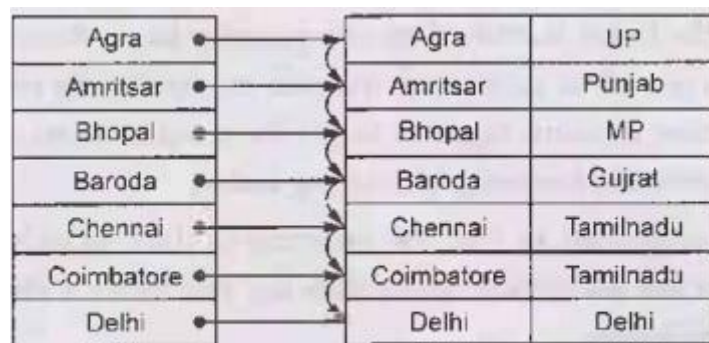 Agra Agra UP
Amritsar Amritsar Punjab
Bhopal Bhopal MP
Baroda Baroda Gujrat
Chennai Chennai Tamilnadu
Coimbatore Coimbatore Tamilnadu
Delhi Delhi Delhi